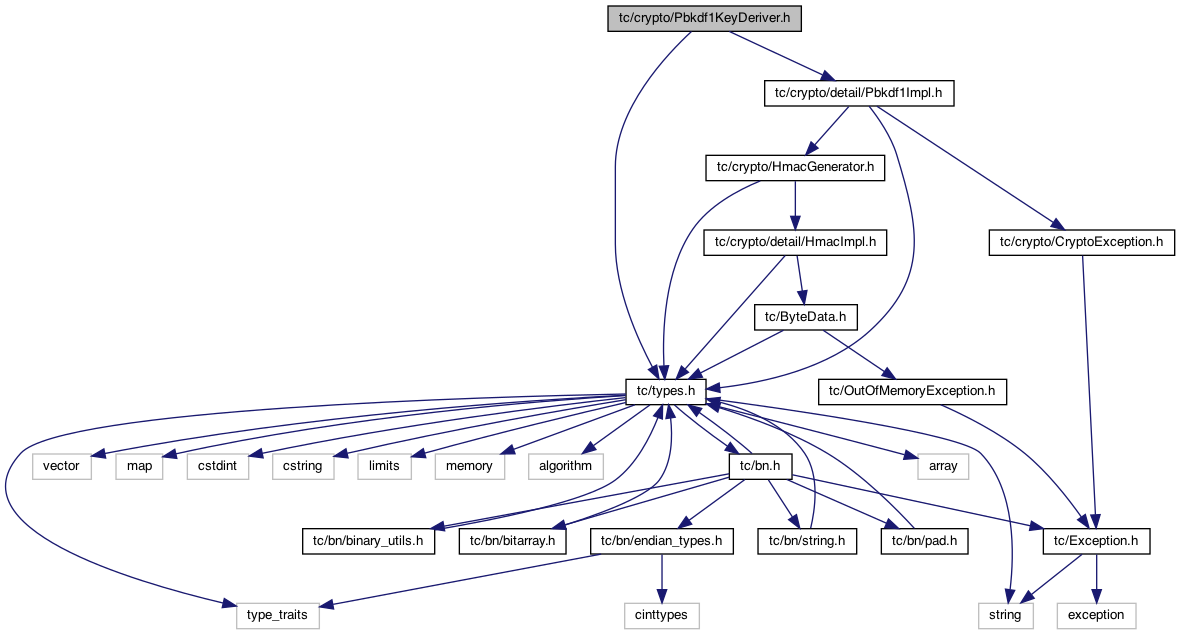 tc/crypto/Pbkdf1KeyDeriver.h
tc/crypto/detail/Pbkdf1Impl.h
tc/crypto/HmacGenerator.h
tc/crypto/detail/HmacImpl.h
tc/crypto/CryptoException.h
tc/ByteData.h
tc/types.h
tc/OutOfMemoryException.h
vector
map
cstdint
cstring
limits
memory
algorithm
tc/bn.h
array
tc/bn/binary_utils.h
tc/bn/bitarray.h
tc/bn/endian_types.h
tc/bn/string.h
tc/bn/pad.h
tc/Exception.h
type_traits
cinttypes
string
exception